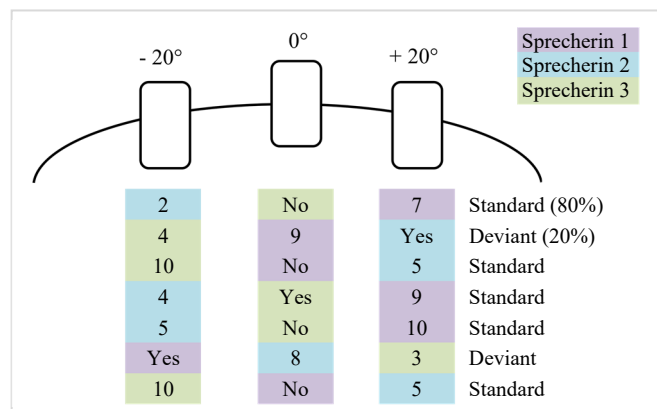 0°
- 20°
+ 20°
Sprecherin 1
Sprecherin 2
Sprecherin 3
2 No 7 Standard (80%)
4 9 Yes Deviant (20%)
10 No 5 Standard
4 Yes 9 Standard
5 No 10 Standard
Yes 8 3 Deviant
10 No 5 Standard